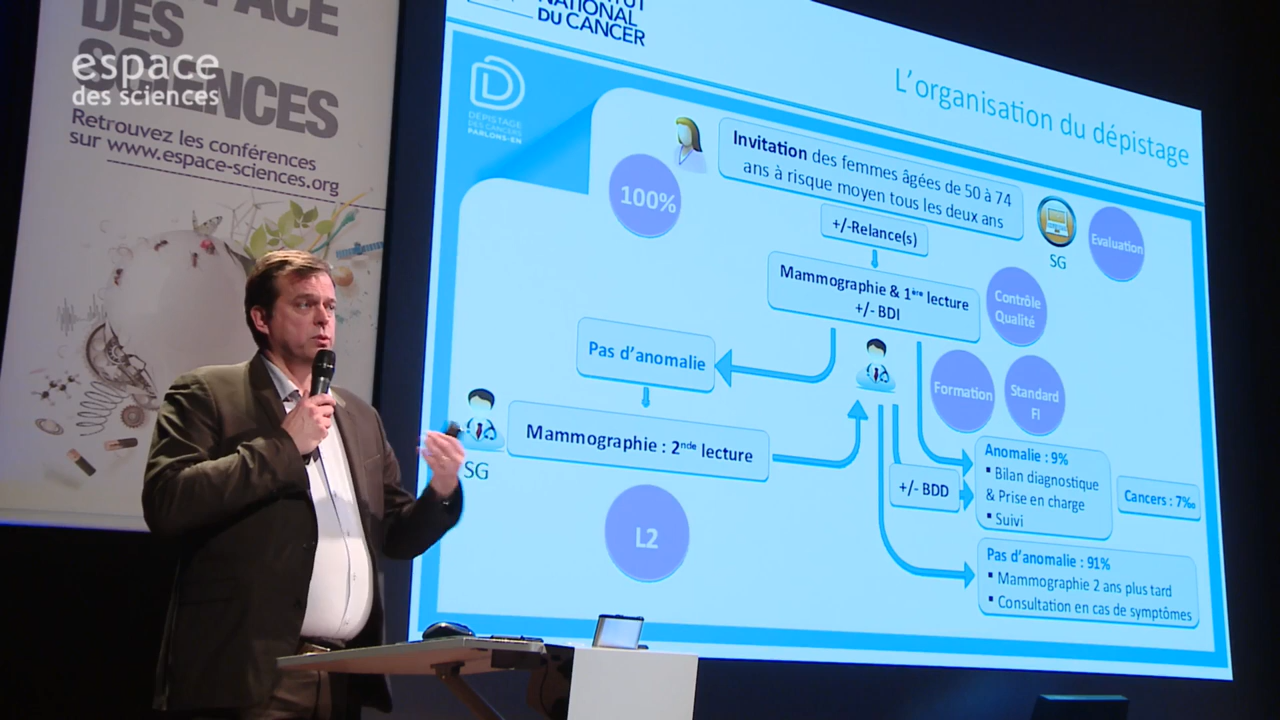 ESPACE
DES
SCIENCES
espace
des sciences
Retrouvez les conférences
sur www.espace-sciences.org
INSTITUT
NATIONAL
DU CANCER
L'organisation du dépistage
DÉPISTAGE
DES CANCERS
PARLONS-EN
100%
Invitation des femmes âgées de 50 à 74
ans à risque moyen tous les deux ans
SG
Evaluation
+/-Relance(s)
Mammographie & 1ère lecture
+/- BDI
Contrôle
Qualité
Pas d'anomalie
Formation
Standard
FI
SG
Mammographie : 2nde lecture
+/- BDD
Anomalie : 9%
▪ Bilan diagnostique
& Prise en charge
▪ Suivi
Cancers : 7‰
L2
Pas d'anomalie : 91%
▪ Mammographie 2 ans plus tard
▪ Consultation en cas de symptômes